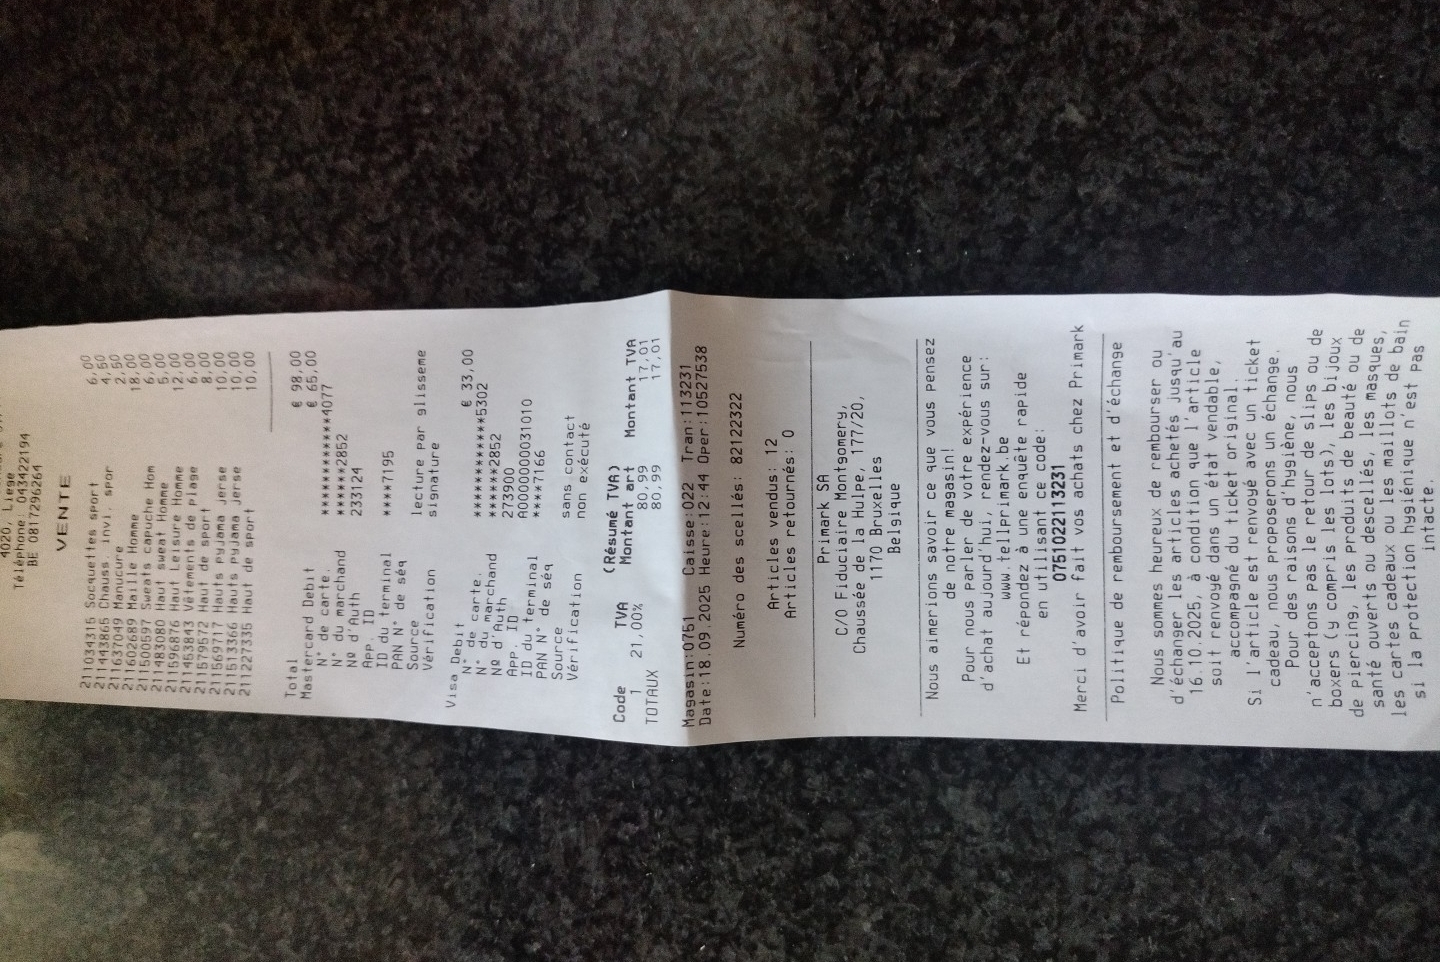 4020, Liege
Téléphone: 043422194
BE 0817296264
VENTE
211034315 Socquettes sport 6,00
211443865 Chauss. invi. spor 4,50
211637049 Manucure 2,50
211602689 Maille Homme 18,00
211500597 Sweats capuche Hom 6,00
211483080 Haut sweat Homme 5,00
211596876 Haut Leisure Homme 12,00
211453843 Vêtements de plage 6,00
211579572 Haut de sport 8,00
211569717 Hauts pyjama jerse 10,00
211513366 Hauts pyjama jerse 10,00
211227335 Haut de sport 10,00
Total € 98,00
Mastercard Debit € 65,00
N° de carte. ************4077
N° du marchand ******2852
Nº d'Auth 233124
App. ID
ID du terminal ****7195
PAN N° de séq
Source lecture par glisseme
Vérification signature
Visa Debit € 33,00
N° de carte. ************5302
N° du marchand ******2852
Nº d'Auth 273900
App. ID A0000000031010
ID du terminal ****7166
PAN N° de séq
Source sans contact
Vérification non exécuté
(Résumé TVA)
Code TVA Montant art Montant TVA
1 21,00% 80,99 17,01
TOTAUX 80,99 17,01
Magasin:0751 Caisse:022 Tran:113231
Date:18.09.2025 Heure:12:44 Oper:10527538
Numéro des scellés: 82122322
Articles vendus: 12
Articles retournés: 0
Primark SA
C/O Fiduciaire Montgomery,
Chaussée de la Hulpe, 177/20,
1170 Bruxelles
Belgique
Nous aimerions savoir ce que vous pensez
de notre magasin!
Pour nous parler de votre expérience
d'achat aujourd'hui, rendez-vous sur:
www.tellprimark.be
Et répondez à une enquête rapide
en utilisant ce code:
0751022113231
Merci d'avoir fait vos achats chez Primark
Politique de remboursement et d'échange
Nous sommes heureux de rembourser ou
d'échanger les articles achetés jusqu'au
16.10.2025, à condition que l'article
soit renvoyé dans un état vendable,
accompagné du ticket original.
Si l'article est renvoyé avec un ticket
cadeau, nous proposerons un échange.
Pour des raisons d'hygiène, nous
n'acceptons pas le retour de slips ou de
boxers (y compris les lots), les bijoux
de piercing, les produits de beauté ou de
santé ouverts ou descellés, les masques,
les cartes cadeaux ou les maillots de bain
si la protection hygiénique n'est pas
intacte.